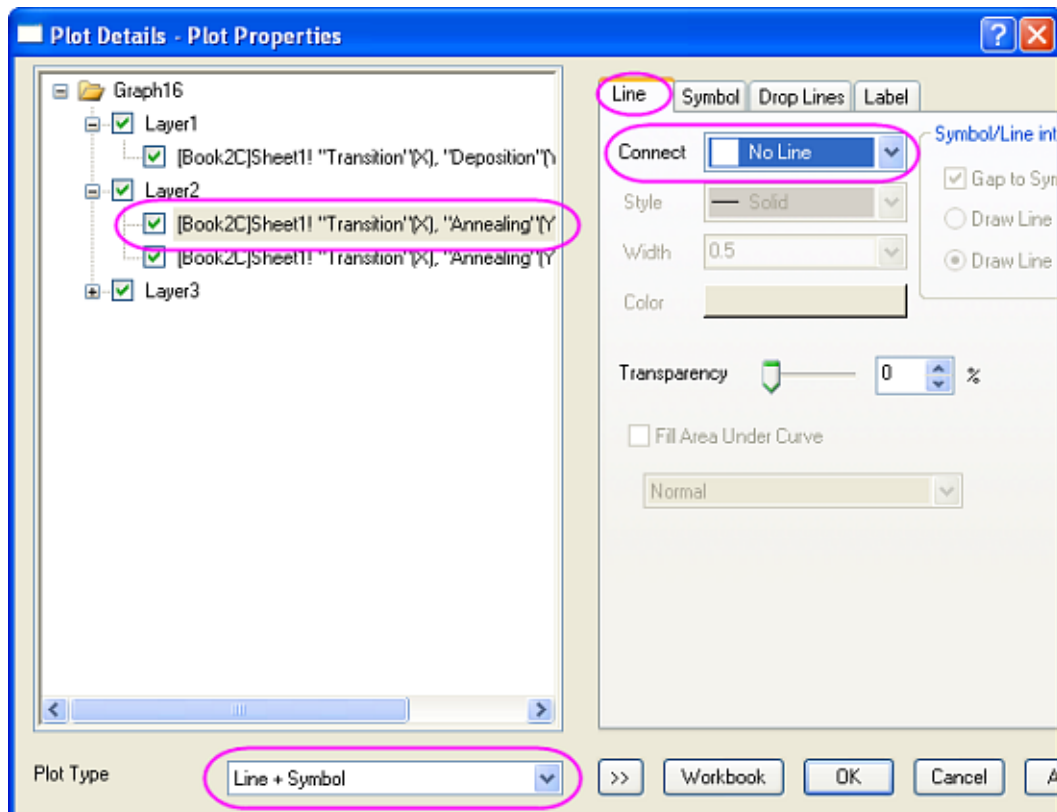 Plot Details - Plot Properties
Graph16
Layer1
[Book2C]Sheet1! "Transition"(X), "Deposition"(Y
Layer2
[Book2C]Sheet1! "Transition"(X), "Annealing"(Y
[Book2C]Sheet1! "Transition"(X), "Annealing"(Y
Layer3
Line Symbol Drop Lines Label
Connect No Line
Style Solid
Width 0.5
Color
Symbol/Line int
Gap to Sym
Draw Line
Draw Line
Transparency 0 %
Fill Area Under Curve
Normal
Plot Type Line + Symbol
>> Workbook OK Cancel A